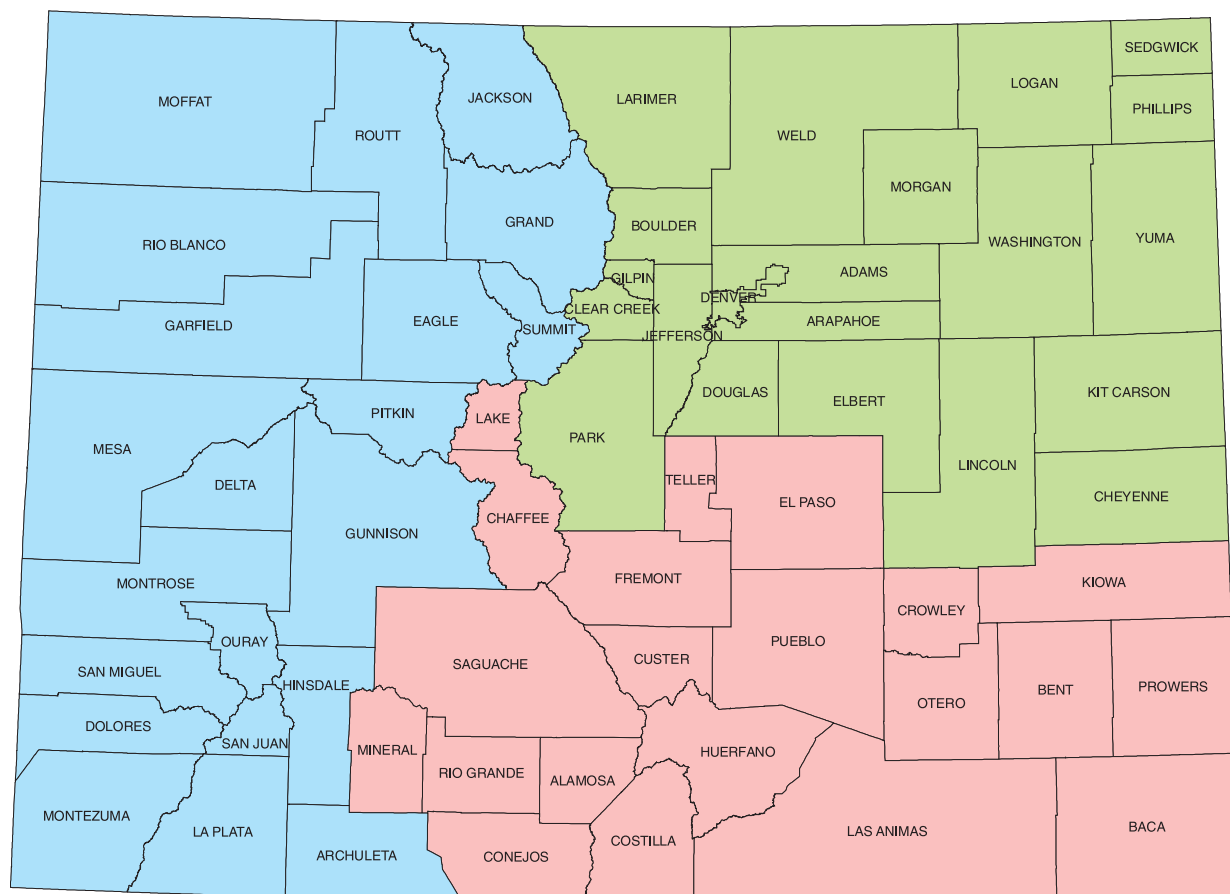 SEDGWICK
LOGAN
JACKSON
LARIMER
MOFFAT
PHILLIPS
WELD
ROUTT
MORGAN
GRAND
BOULDER
RIO BLANCO
WASHINGTON
YUMA
GILPIN
ADAMS
DENVER
CLEAR CREEK
EAGLE
ARAPAHOE
GARFIELD
SUMMIT
JEFFERSON
DOUGLAS
KIT CARSON
ELBERT
PITKIN
LAKE
PARK
MESA
LINCOLN
TELLER
DELTA
CHEYENNE
EL PASO
CHAFFEE
GUNNISON
FREMONT
MONTROSE
KIOWA
CROWLEY
OURAY
PUEBLO
CUSTER
SAGUACHE
SAN MIGUEL
HINSDALE
BENT
PROWERS
OTERO
DOLORES
SAN JUAN
MINERAL
HUERFANO
RIO GRANDE
ALAMOSA
MONTEZUMA
LA PLATA
LAS ANIMAS
BACA
COSTILLA
ARCHULETA
CONEJOS